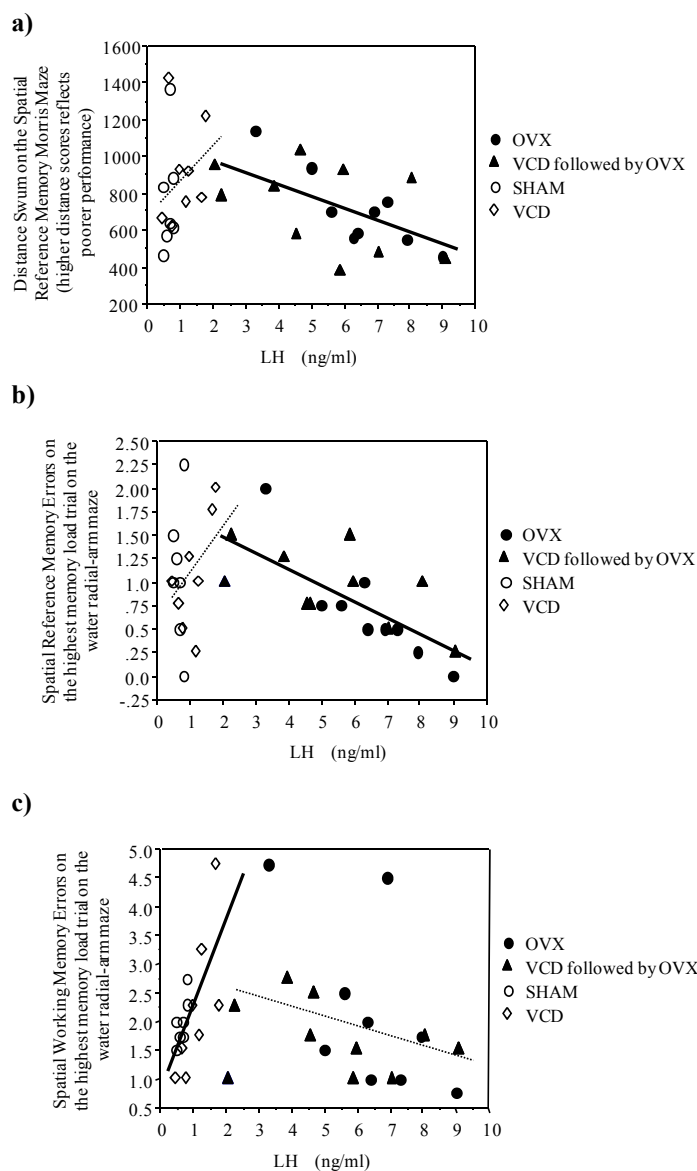 a)
Distance Swum on the Spatial
Reference Memory Morris Maze
(higher distance scores reflects
poorer performance)
1600
1400
1200
1000
800
600
400
200
0 1 2 3 4 5 6 7 8 9 10
LH (ng/ml)
OVX
VCD followed by OVX
SHAM
VCD
b)
Spatial Reference Memory Errors on
the highest memory load trial on the
water radial-arm maze
2.50
2.25
2.00
1.75
1.50
1.25
1.0
.75
0.5
.25
0.0
-.25
0 1 2 3 4 5 6 7 8 9 10
LH (ng/ml)
OVX
VCD followed by OVX
SHAM
VCD
c)
Spatial Working Memory Errors on
the highest memory load trial on the
water radial-arm maze
5.0
4.5
4.0
3.5
3.0
2.5
2.0
1.5
1.0
0.5
0 1 2 3 4 5 6 7 8 9 10
LH (ng/ml)
OVX
VCD followed by OVX
SHAM
VCD